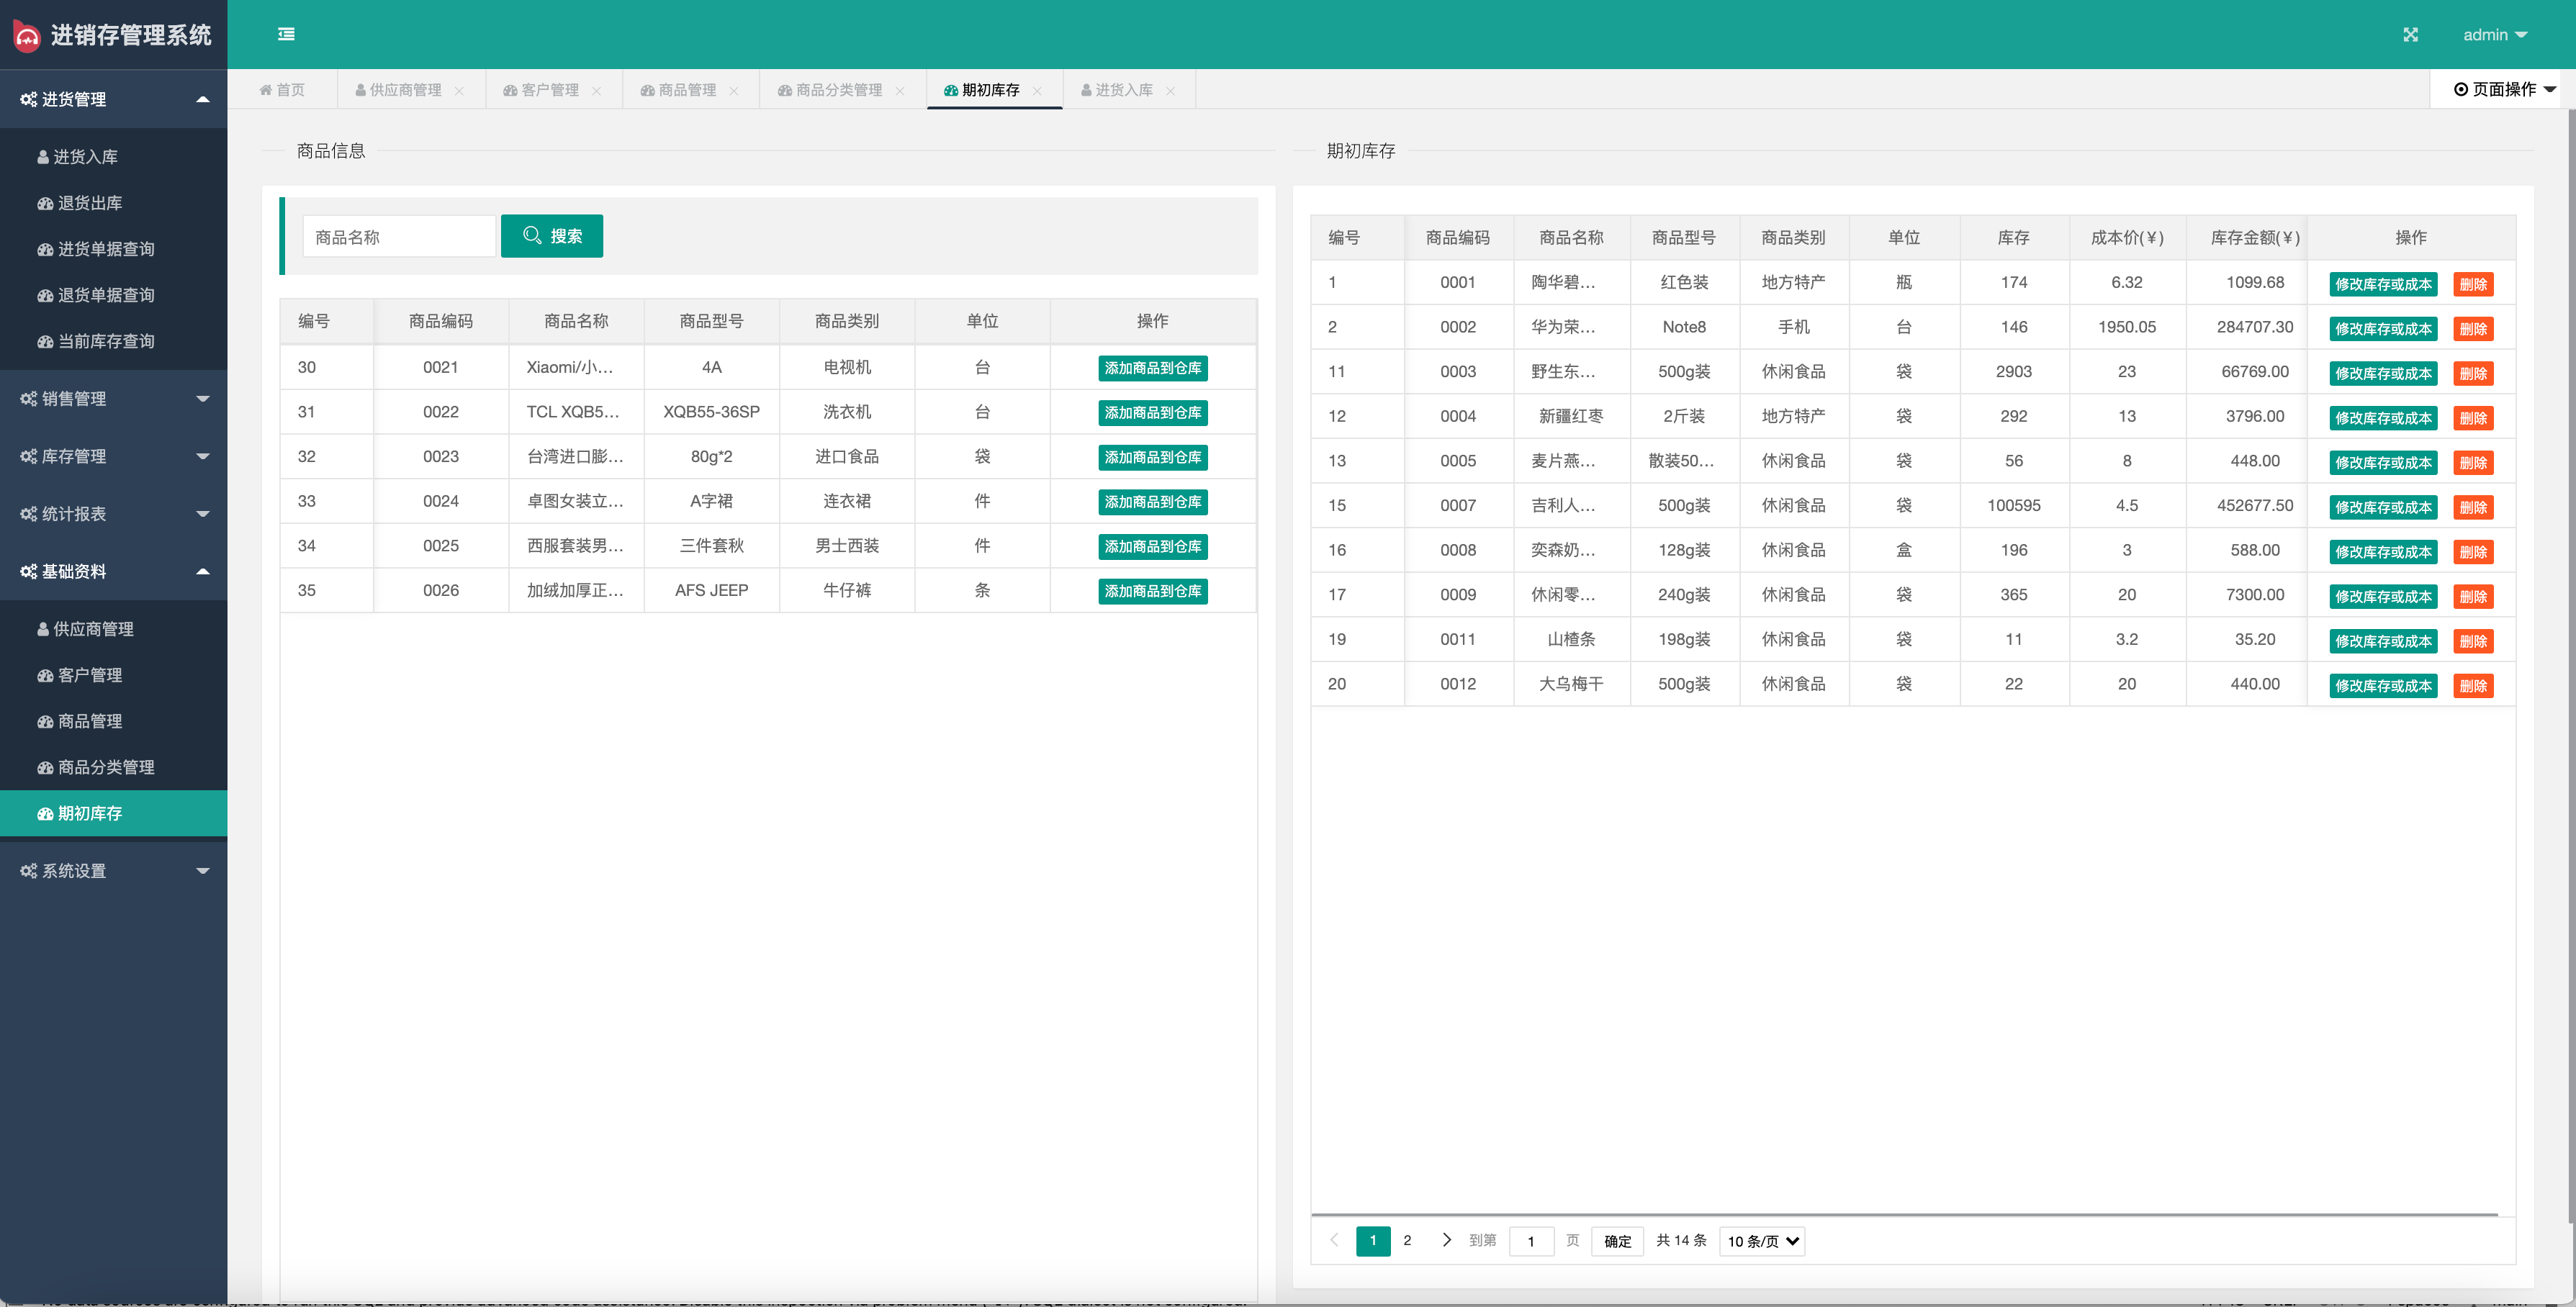 进销存管理系统
admin
进货管理
进货入库
退货出库
进货单据查询
退货单据查询
当前库存查询
销售管理
库存管理
统计报表
基础资料
供应商管理
客户管理
商品管理
商品分类管理
期初库存
系统设置
首页 供应商管理 客户管理 商品管理 商品分类管理 期初库存 进货入库 页面操作
商品信息
商品名称 搜索
编号 商品编码 商品名称 商品型号 商品类别 单位 操作
30 0021 Xiaomi/小... 4A 电视机 台 添加商品到仓库
31 0022 TCL XQB5... XQB55-36SP 洗衣机 台 添加商品到仓库
32 0023 台湾进口膨... 80g*2 进口食品 袋 添加商品到仓库
33 0024 卓图女装立... A字裙 连衣裙 件 添加商品到仓库
34 0025 西服套装男... 三件套秋 男士西装 件 添加商品到仓库
35 0026 加绒加厚正... AFS JEEP 牛仔裤 条 添加商品到仓库
期初库存
编号 商品编码 商品名称 商品型号 商品类别 单位 库存 成本价(¥) 库存金额(¥) 操作
1 0001 陶华碧... 红色装 地方特产 瓶 174 6.32 1099.68 修改库存或成本 删除
2 0002 华为荣... Note8 手机 台 146 1950.05 284707.30 修改库存或成本 删除
11 0003 野生东... 500g装 休闲食品 袋 2903 23 66769.00 修改库存或成本 删除
12 0004 新疆红枣 2斤装 地方特产 袋 292 13 3796.00 修改库存或成本 删除
13 0005 麦片燕... 散装50... 休闲食品 袋 56 8 448.00 修改库存或成本 删除
15 0007 吉利人... 500g装 休闲食品 袋 100595 4.5 452677.50 修改库存或成本 删除
16 0008 奕森奶... 128g装 休闲食品 盒 196 3 588.00 修改库存或成本 删除
17 0009 休闲零... 240g装 休闲食品 袋 365 20 7300.00 修改库存或成本 删除
19 0011 山楂条 198g装 休闲食品 袋 11 3.2 35.20 修改库存或成本 删除
20 0012 大乌梅干 500g装 休闲食品 袋 22 20 440.00 修改库存或成本 删除
1 2 到第 1 页 确定 共 14 条 10 条/页